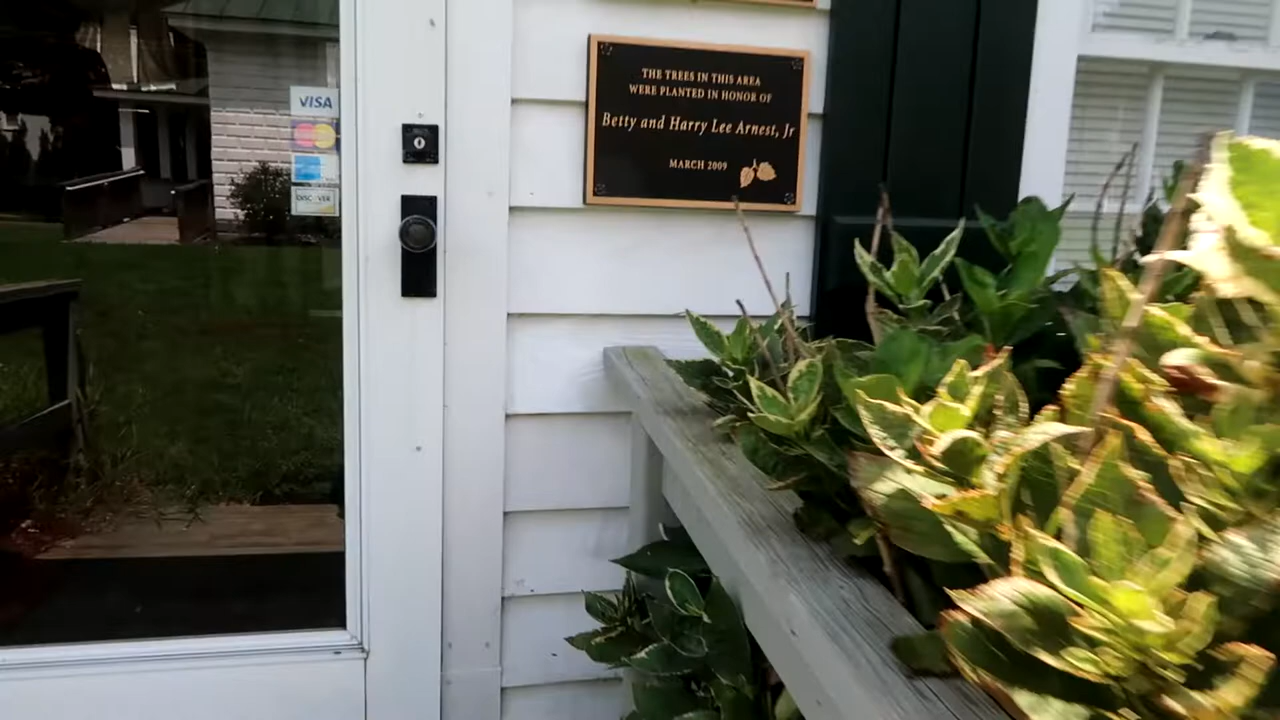 VISA
DISCOVER
THE TREES IN THIS AREA
WERE PLANTED IN HONOR OF
Betty and Harry Lee Arnest, Jr
MARCH 2009